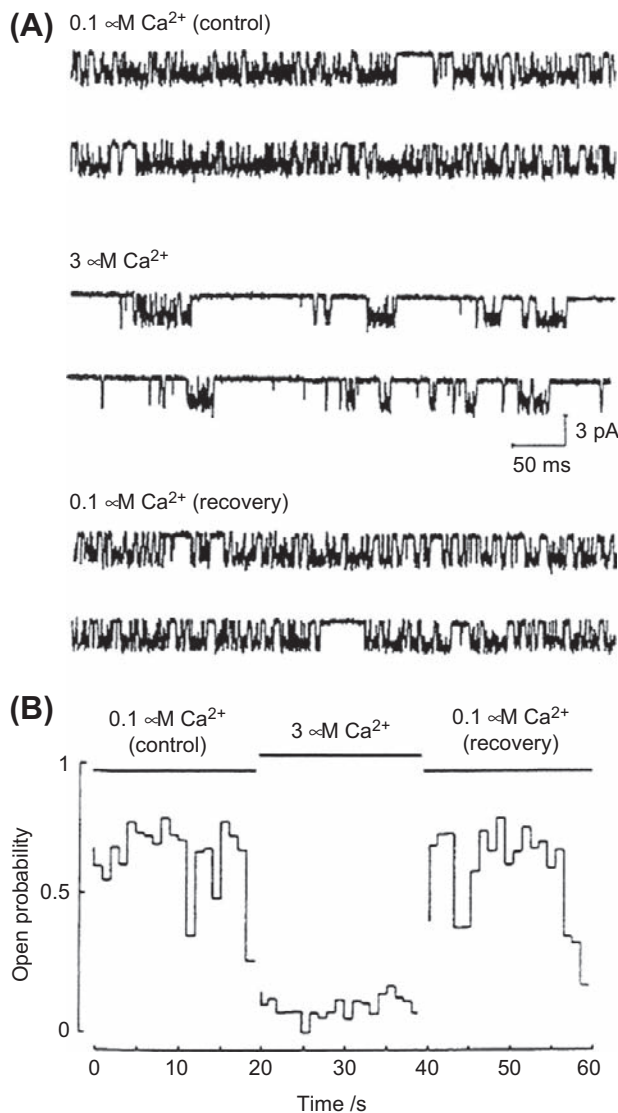 (A)
0.1 ∝M Ca²⁺ (control)
3 ∝M Ca²⁺
3 pA
50 ms
0.1 ∝M Ca²⁺ (recovery)
(B)
0.1 ∝M Ca²⁺
(control)
3 ∝M Ca²⁺
0.1 ∝M Ca²⁺
(recovery)
1
0.5
0
Open probability
0 10 20 30 40 50 60
Time /s